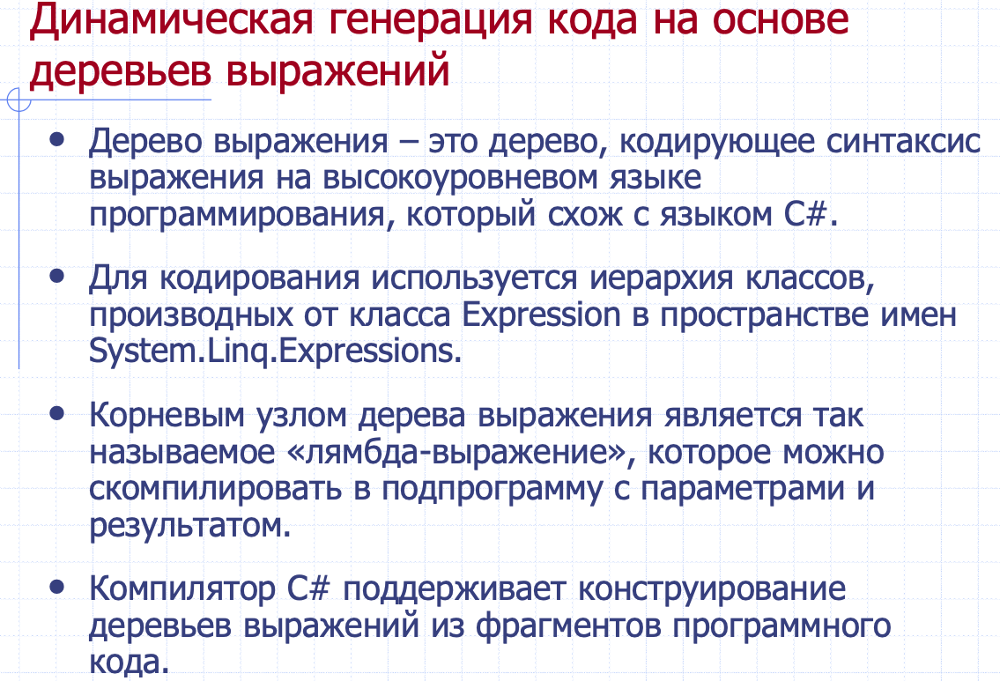 Динамическая генерация кода на основе
деревьев выражений
• Дерево выражения – это дерево, кодирующее синтаксис
выражения на высокоуровневом языке
программирования, который схож с языком C#.
• Для кодирования используется иерархия классов,
производных от класса Expression в пространстве имен
System.Linq.Expressions.
• Корневым узлом дерева выражения является так
называемое «лямбда-выражение», которое можно
скомпилировать в подпрограмму с параметрами и
результатом.
• Компилятор C# поддерживает конструирование
деревьев выражений из фрагментов программного
кода.